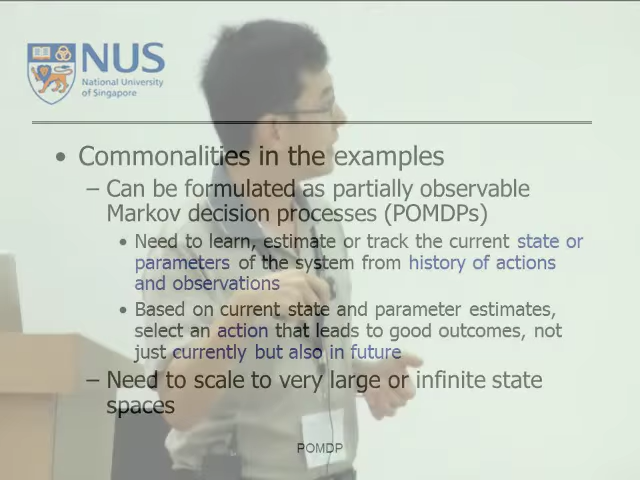 NUS
National University
of Singapore
• Commonalities in the examples
– Can be formulated as partially observable
Markov decision processes (POMDPs)
• Need to learn, estimate or track the current state or
parameters of the system from history of actions
and observations
• Based on current state and parameter estimates,
select an action that leads to good outcomes, not
just currently but also in future
– Need to scale to very large or infinite state
spaces
POMDP